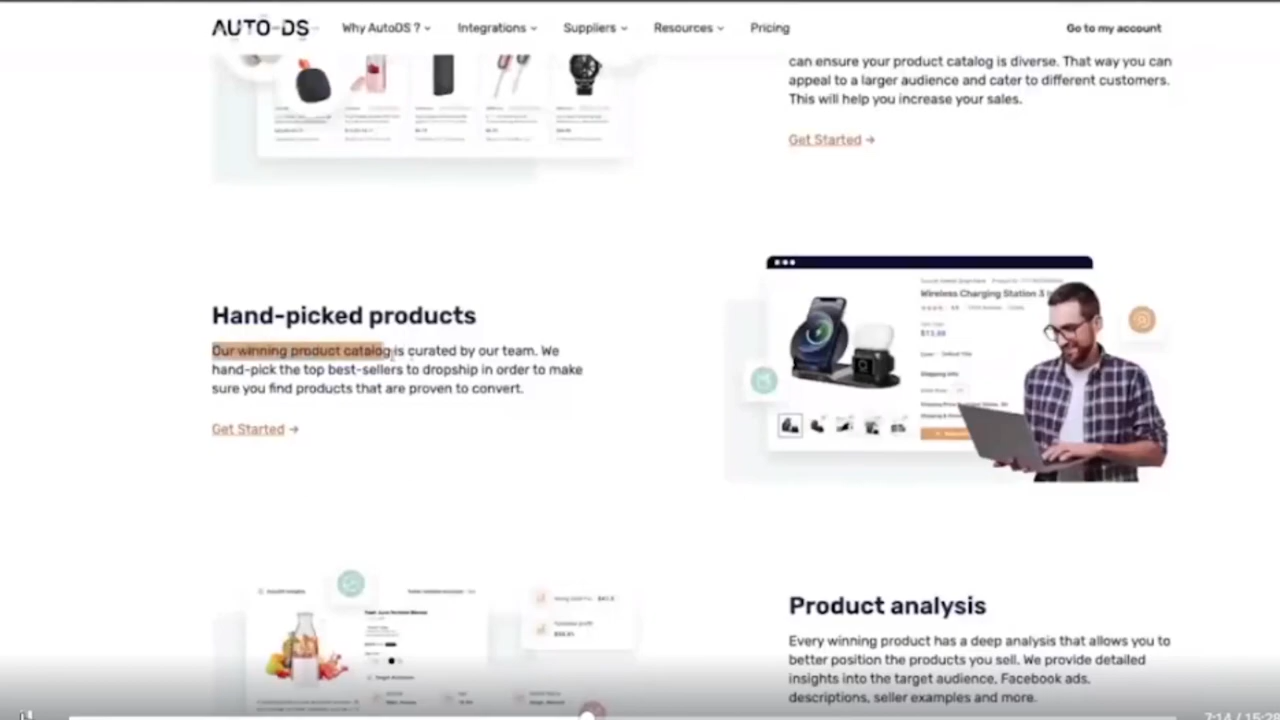 AUTO-DS
Why AutoDS ?
Integrations
Suppliers
Resources
Pricing
Go to my account
can ensure your product catalog is diverse. That way you can
appeal to a larger audience and cater to different customers.
This will help you increase your sales.
Get Started →
Hand-picked products
Our winning product catalog is curated by our team. We
hand-pick the top best-sellers to dropship in order to make
sure you find products that are proven to convert.
Get Started →
Wireless Charging Station 3
Shipping Info
Product analysis
Every winning product has a deep analysis that allows you to
better position the products you sell. We provide detailed
insights into the target audience, Facebook ads,
descriptions, seller examples and more.